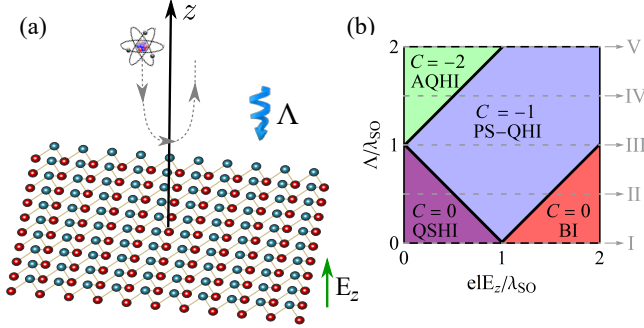 (a)
z
Λ
E_z
(b)
Λ/λ_SO
2
1
0
C = −2
AQHI
C = −1
PS−QHI
C = 0
QSHI
C = 0
BI
V
IV
III
II
I
0
1
2
elE_z/λ_SO